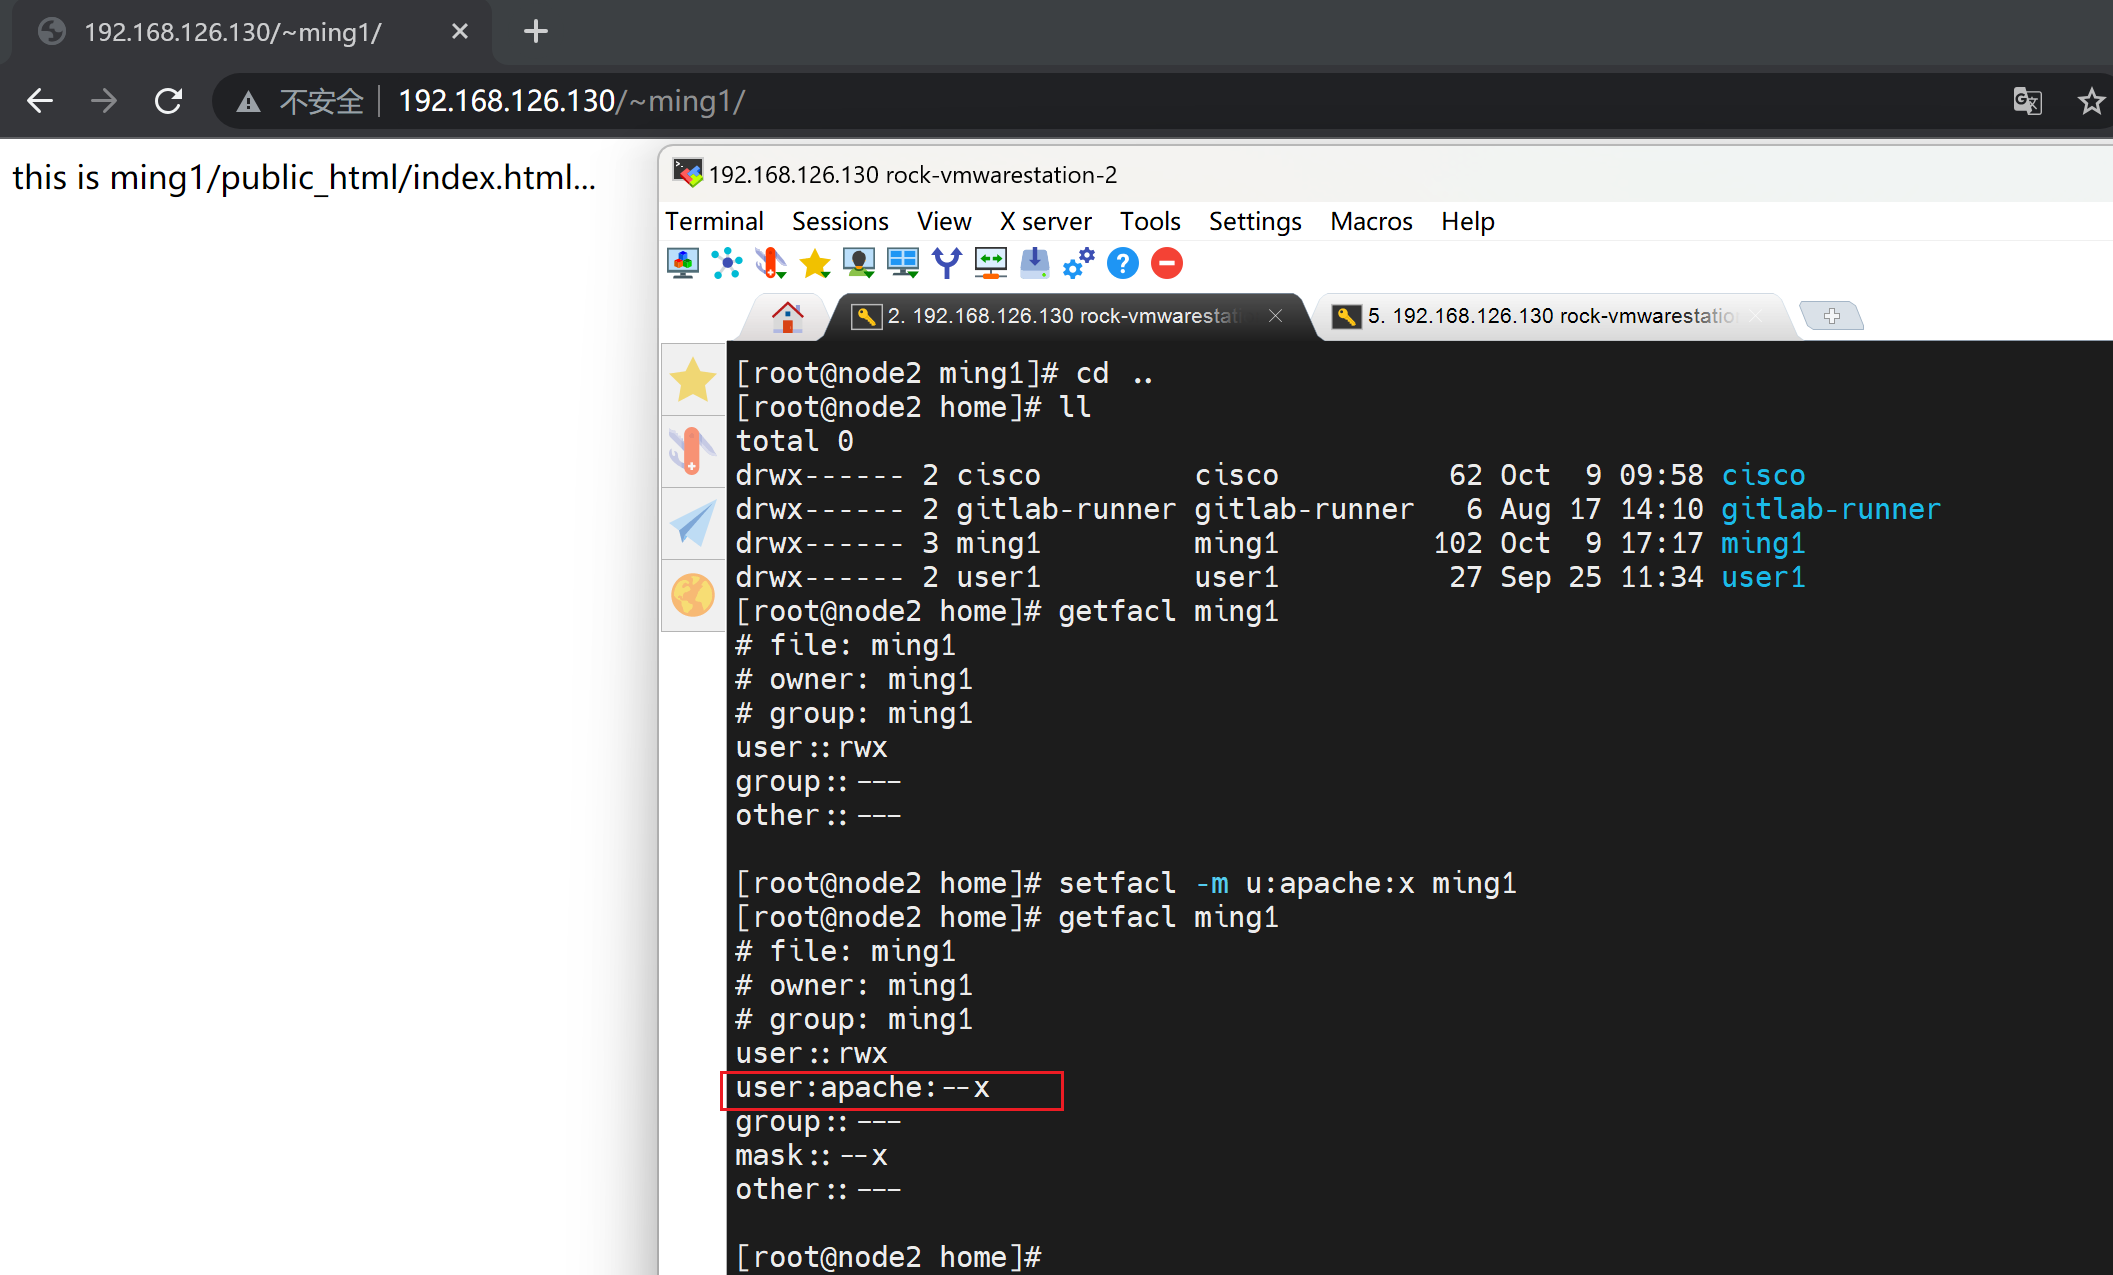 192.168.126.130/~ming1/
不安全 192.168.126.130/~ming1/
this is ming1/public_html/index.html...
192.168.126.130 rock-vmwarestation-2
Terminal Sessions View X server Tools Settings Macros Help
2. 192.168.126.130 rock-vmwarestati
5. 192.168.126.130 rock-vmwarestatio
[root@node2 ming1]# cd ..
[root@node2 home]# ll
total 0
drwx------ 2 cisco cisco 62 Oct 9 09:58 cisco
drwx------ 2 gitlab-runner gitlab-runner 6 Aug 17 14:10 gitlab-runner
drwx------ 3 ming1 ming1 102 Oct 9 17:17 ming1
drwx------ 2 user1 user1 27 Sep 25 11:34 user1
[root@node2 home]# getfacl ming1
# file: ming1
# owner: ming1
# group: ming1
user::rwx
group::---
other::---
[root@node2 home]# setfacl -m u:apache:x ming1
[root@node2 home]# getfacl ming1
# file: ming1
# owner: ming1
# group: ming1
user::rwx
user:apache:--x
group::---
mask::--x
other::---
[root@node2 home]#